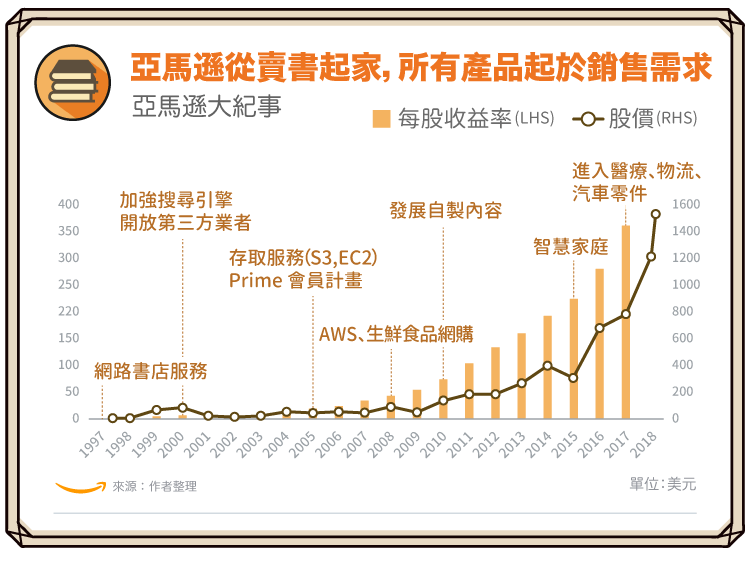 亞馬遜從賣書起家,所有產品起於銷售需求
亞馬遜大紀事
每股收益率(LHS) 股價(RHS)
進入醫療、物流、
汽車零件
加強搜尋引擎
開放第三方業者
發展自製內容
智慧家庭
存取服務(S3,EC2)
Prime 會員計畫
AWS、生鮮食品網購
網路書店服務
400
350
300
250
220
150
100
50
0
1600
1400
1200
1000
800
600
400
200
0
1997 1998 1999 2000 2001 2002 2003 2004 2005 2006 2007 2008 2009 2010 2011 2012 2013 2014 2015 2016 2017 2018
來源:作者整理
單位:美元